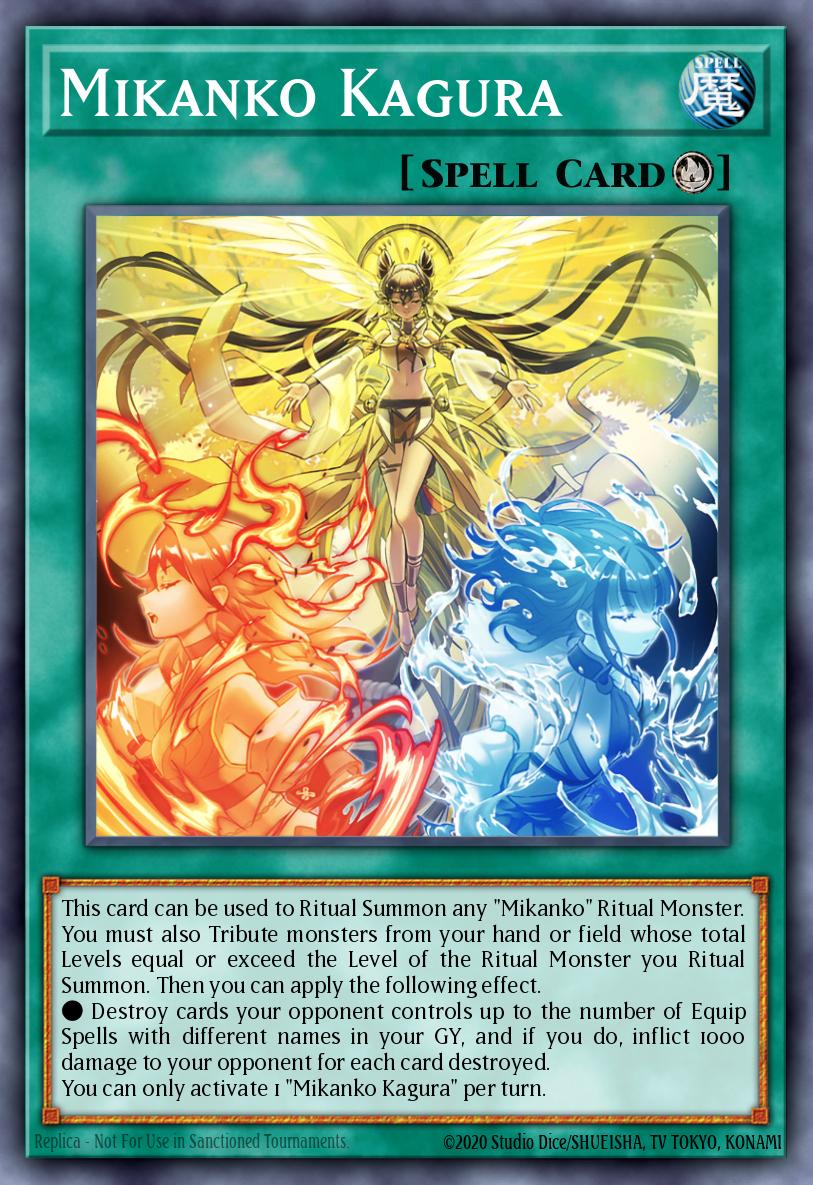 Mikanko Kagura
SPELL
魔
[Spell Card]
This card can be used to Ritual Summon any "Mikanko" Ritual Monster.
You must also Tribute monsters from your hand or field whose total
Levels equal or exceed the Level of the Ritual Monster you Ritual
Summon. Then you can apply the following effect.
● Destroy cards your opponent controls up to the number of Equip
Spells with different names in your GY, and if you do, inflict 1000
damage to your opponent for each card destroyed.
You can only activate 1 "Mikanko Kagura" per turn.
Replica - Not For Use in Sanctioned Tournaments.
©2020 Studio Dice/SHUEISHA, TV TOKYO, KONAMI